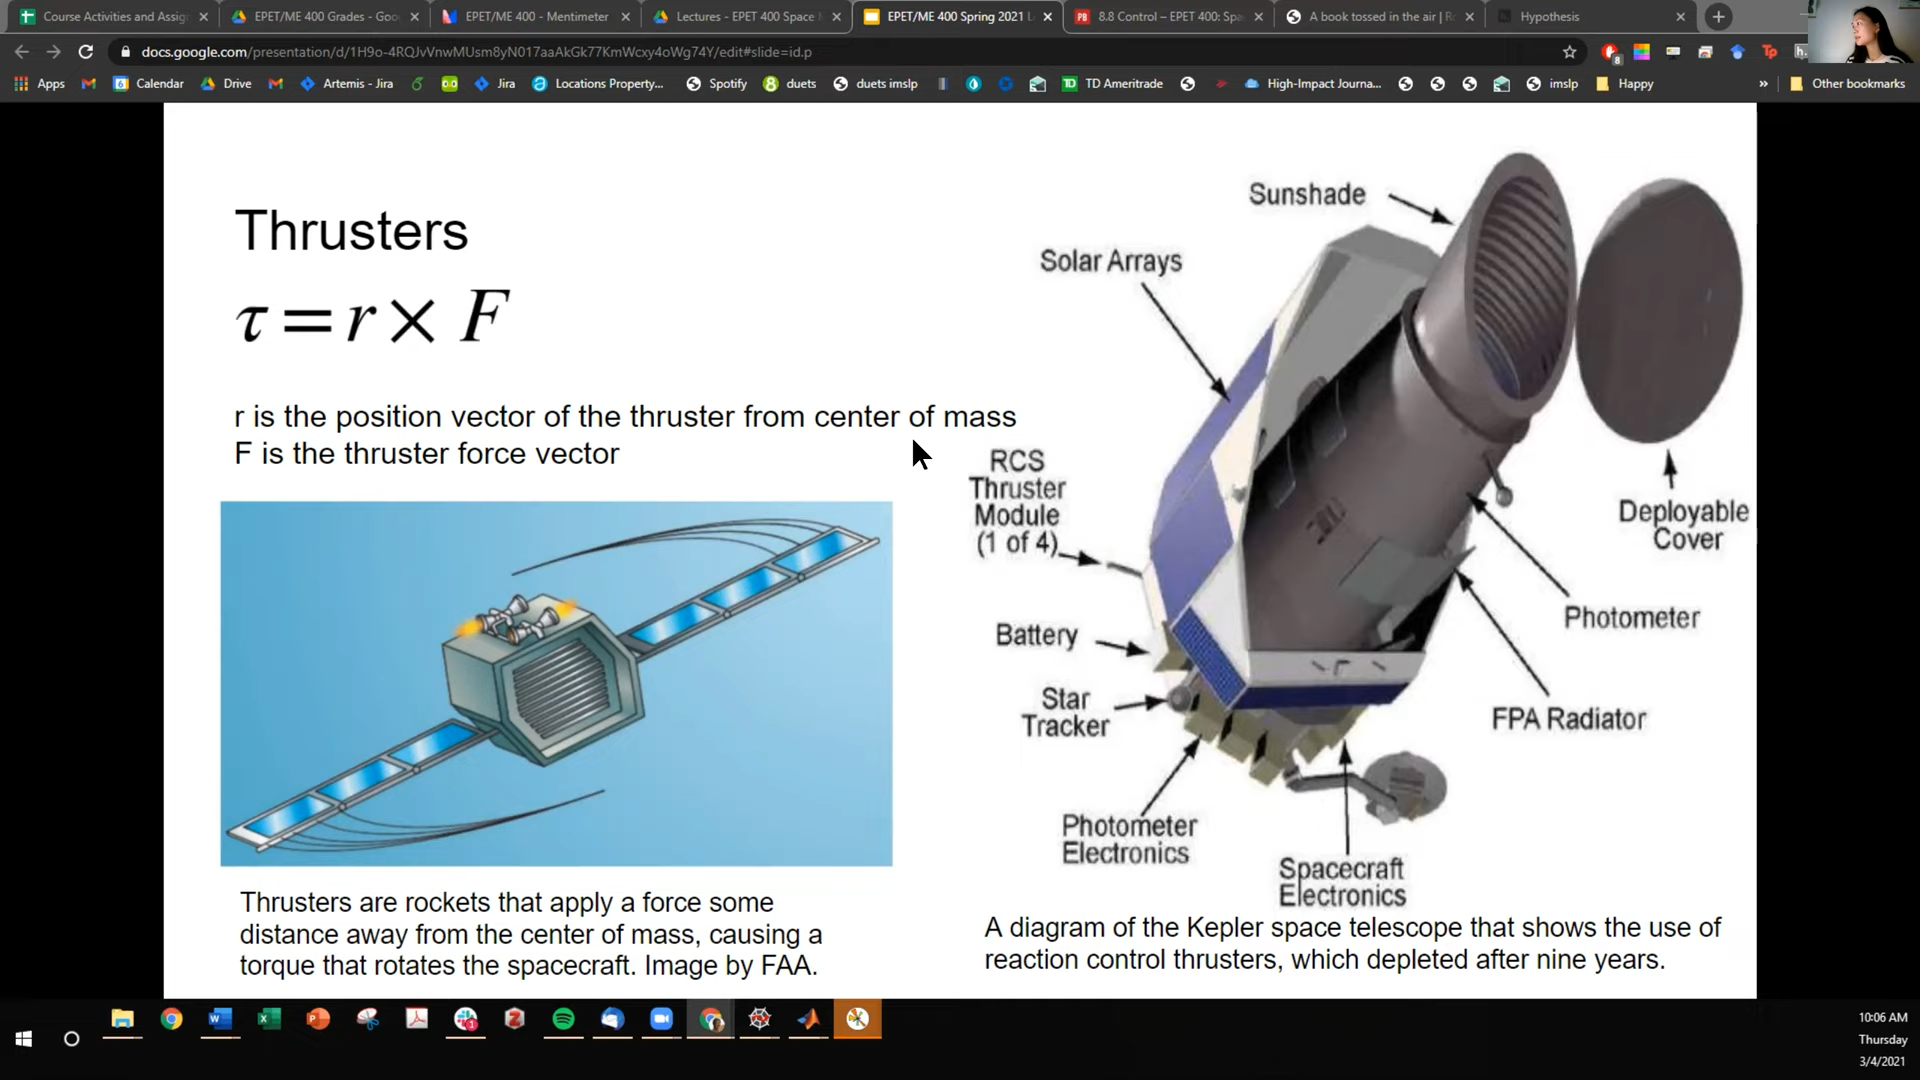 Course Activities and Assig
EPET/ME 400 Grades - Goo
EPET/ME 400 - Mentimeter
Lectures - EPET 400 Space
EPET/ME 400 Spring 2021 L
8.8 Control – EPET 400: Spa
A book tossed in the air | R
Hypothesis
docs.google.com/presentation/d/1H9o-4RQJvVnwMUsm8yN017aaAkGk77KmWcxy4oWg74Y/edit#slide=id.p
Apps
Calendar
Drive
Artemis - Jira
Jira
Locations Property...
Spotify
duets
duets imslp
TD Ameritrade
High-Impact Journa...
imslp
Happy
Other bookmarks
Thrusters
τ = r × F
r is the position vector of the thruster from center of mass
F is the thruster force vector
Sunshade
Solar Arrays
RCS
Thruster
Module
(1 of 4)
Deployable
Cover
Photometer
Battery
Star
Tracker
FPA Radiator
Photometer
Electronics
Spacecraft
Electronics
Thrusters are rockets that apply a force some
distance away from the center of mass, causing a
torque that rotates the spacecraft. Image by FAA.
A diagram of the Kepler space telescope that shows the use of
reaction control thrusters, which depleted after nine years.
10:06 AM
Thursday
3/4/2021